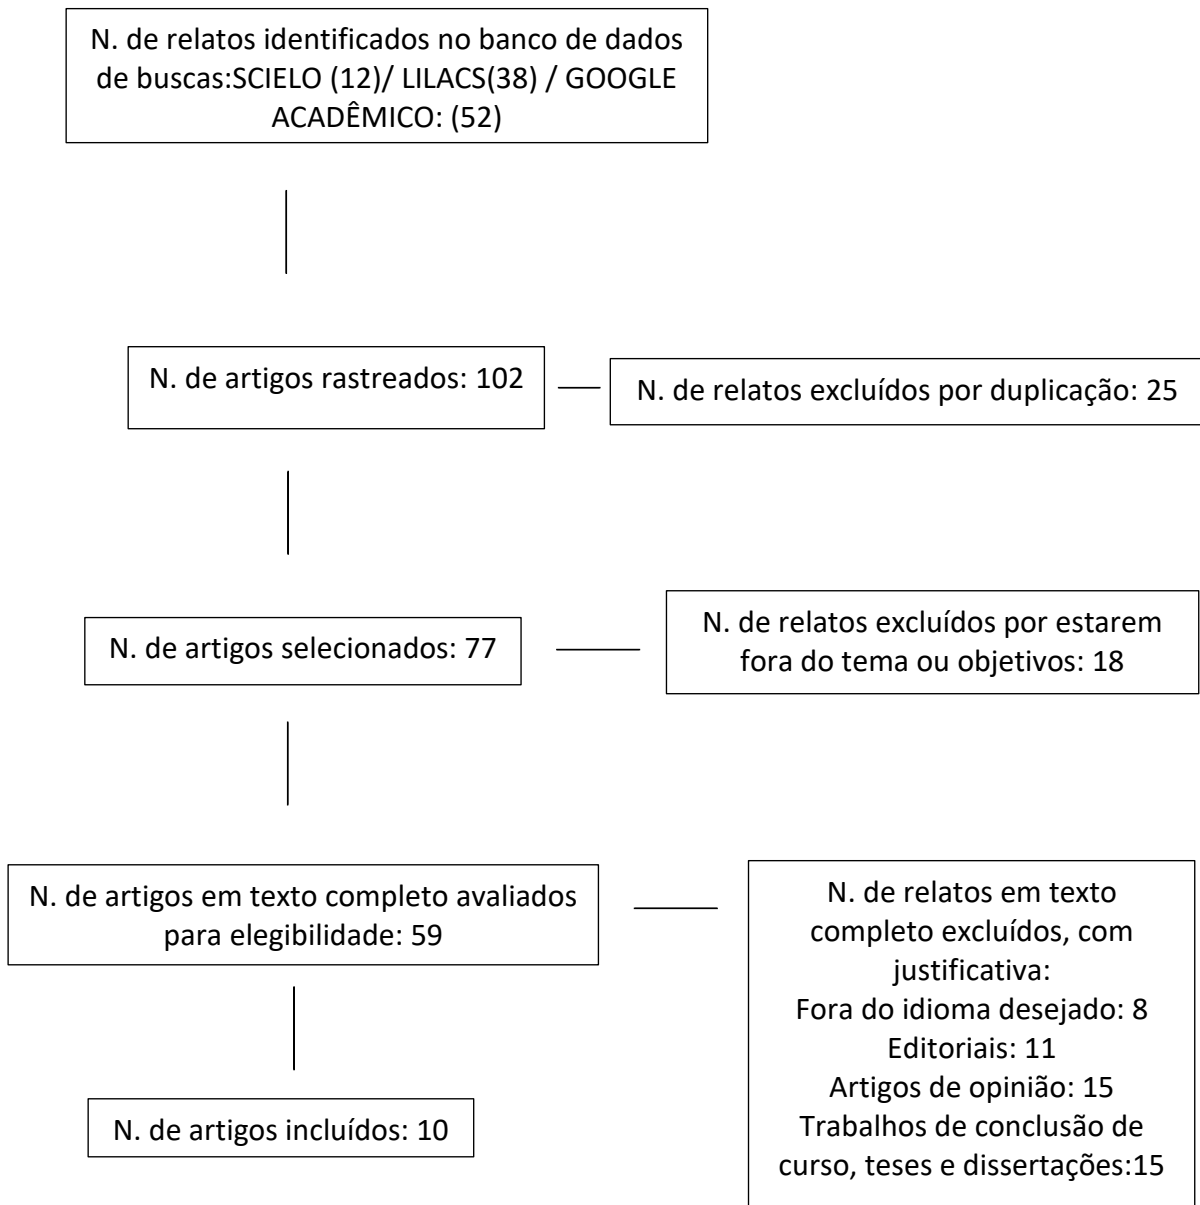 N. de relatos identificados no banco de dados
de buscas:SCIELO (12)/ LILACS(38) / GOOGLE
ACADÊMICO: (52)
N. de artigos rastreados: 102
N. de relatos excluídos por duplicação: 25
N. de artigos selecionados: 77
N. de relatos excluídos por estarem
fora do tema ou objetivos: 18
N. de artigos em texto completo avaliados
para elegibilidade: 59
N. de relatos em texto
completo excluídos, com
justificativa:
Fora do idioma desejado: 8
Editoriais: 11
Artigos de opinião: 15
Trabalhos de conclusão de
curso, teses e dissertações:15
N. de artigos incluídos: 10